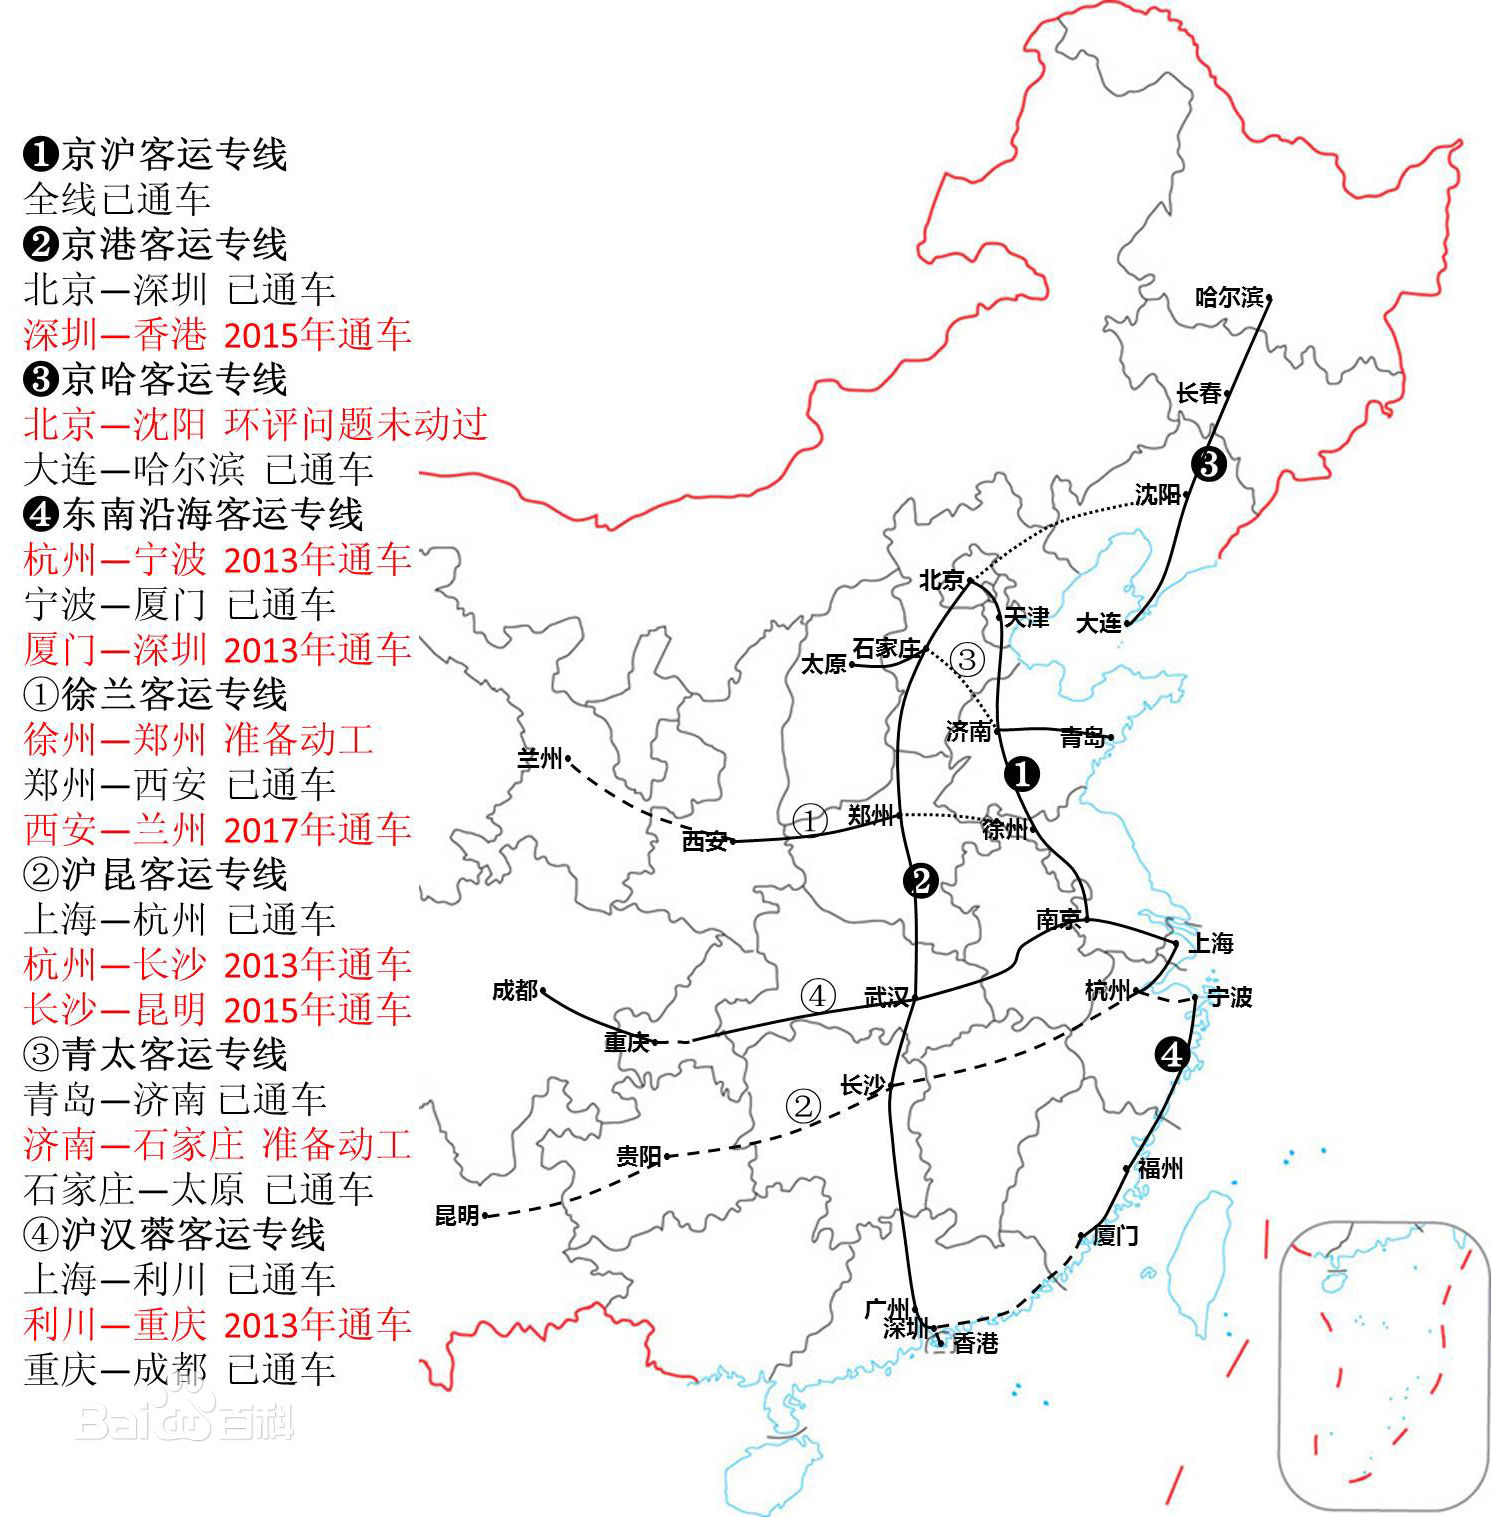 ❶京沪客运专线
全线已通车
❷京港客运专线
北京—深圳 已通车
深圳—香港 2015年通车
❸京哈客运专线
北京—沈阳 环评问题未动过
大连—哈尔滨 已通车
❹东南沿海客运专线
杭州—宁波 2013年通车
宁波—厦门 已通车
厦门—深圳 2013年通车
①徐兰客运专线
徐州—郑州 准备动工
郑州—西安 已通车
西安—兰州 2017年通车
②沪昆客运专线
上海—杭州 已通车
杭州—长沙 2013年通车
长沙—昆明 2015年通车
③青太客运专线
青岛—济南 已通车
济南—石家庄 准备动工
石家庄—太原 已通车
④沪汉蓉客运专线
上海—利川 已通车
利川—重庆 2013年通车
重庆—成都 已通车
Bai du 百科
哈尔滨
长春
❸
沈阳
北京
天津
大连
石家庄
太原
③
济南
青岛
兰州
❶
①
郑州
徐州
西安
❷
南京
上海
成都
④
武汉
杭州
宁波
重庆
❹
长沙
②
贵阳
福州
昆明
厦门
广州
深圳
香港